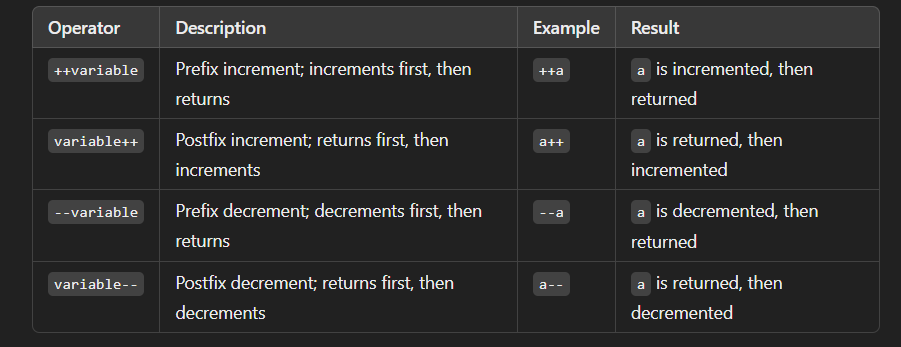 Operator Description Example Result
++variable Prefix increment; increments first, then returns ++a a is incremented, then returned
variable++ Postfix increment; returns first, then increments a++ a is returned, then incremented
--variable Prefix decrement; decrements first, then returns --a a is decremented, then returned
variable-- Postfix decrement; returns first, then decrements a-- a is returned, then decremented